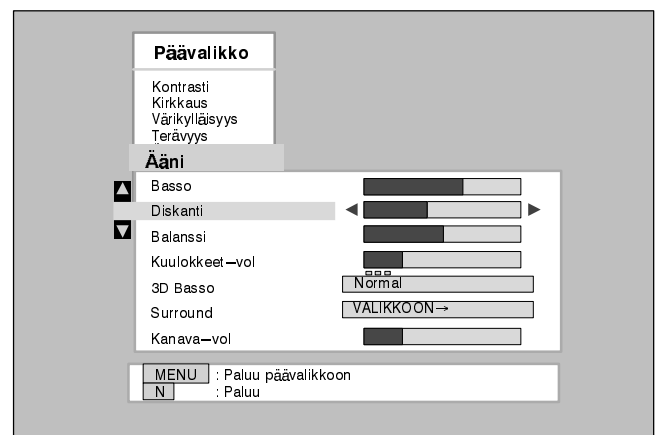 Päävalikko
Kontrasti
Kirkkaus
Värikylläisyys
Terävyys
Ääni
Basso
Diskanti
Balanssi
Kuulokkeet–vol
3D Basso Normal
Surround VALIKKOON→
Kanava–vol
MENU : Paluu päävalikkoon
N : Paluu